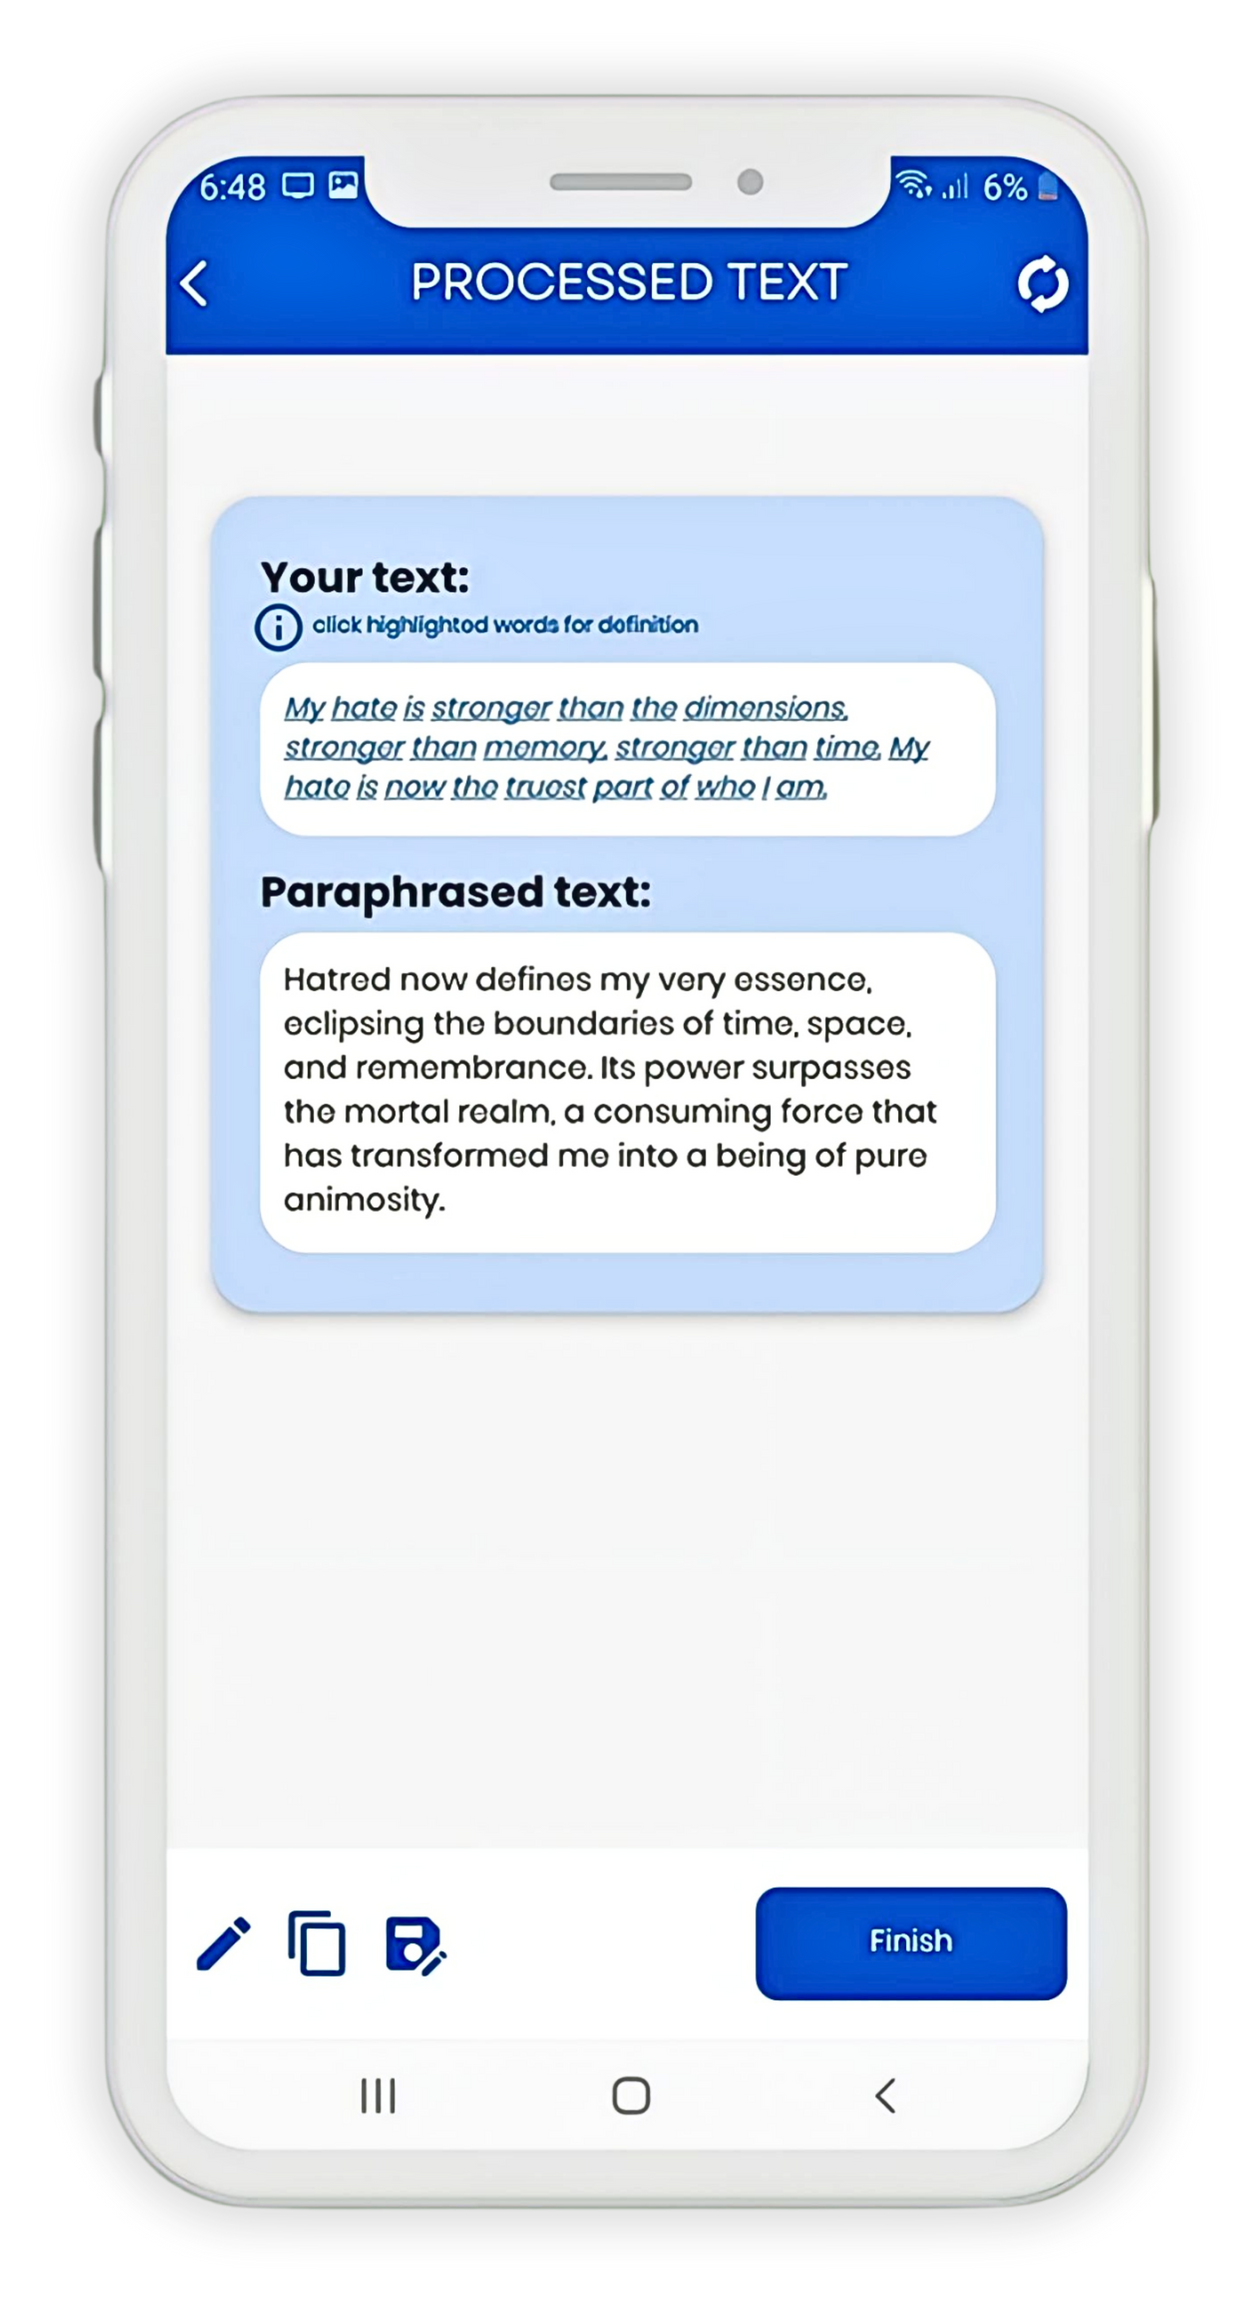 6:48 6%
PROCESSED TEXT
Your text:
click highlighted words for definition
My hate is stronger than the dimensions,
stronger than memory, stronger than time. My
hate is now the truest part of who I am.
Paraphrased text:
Hatred now defines my very essence,
eclipsing the boundaries of time, space,
and remembrance. Its power surpasses
the mortal realm, a consuming force that
has transformed me into a being of pure
animosity.
Finish